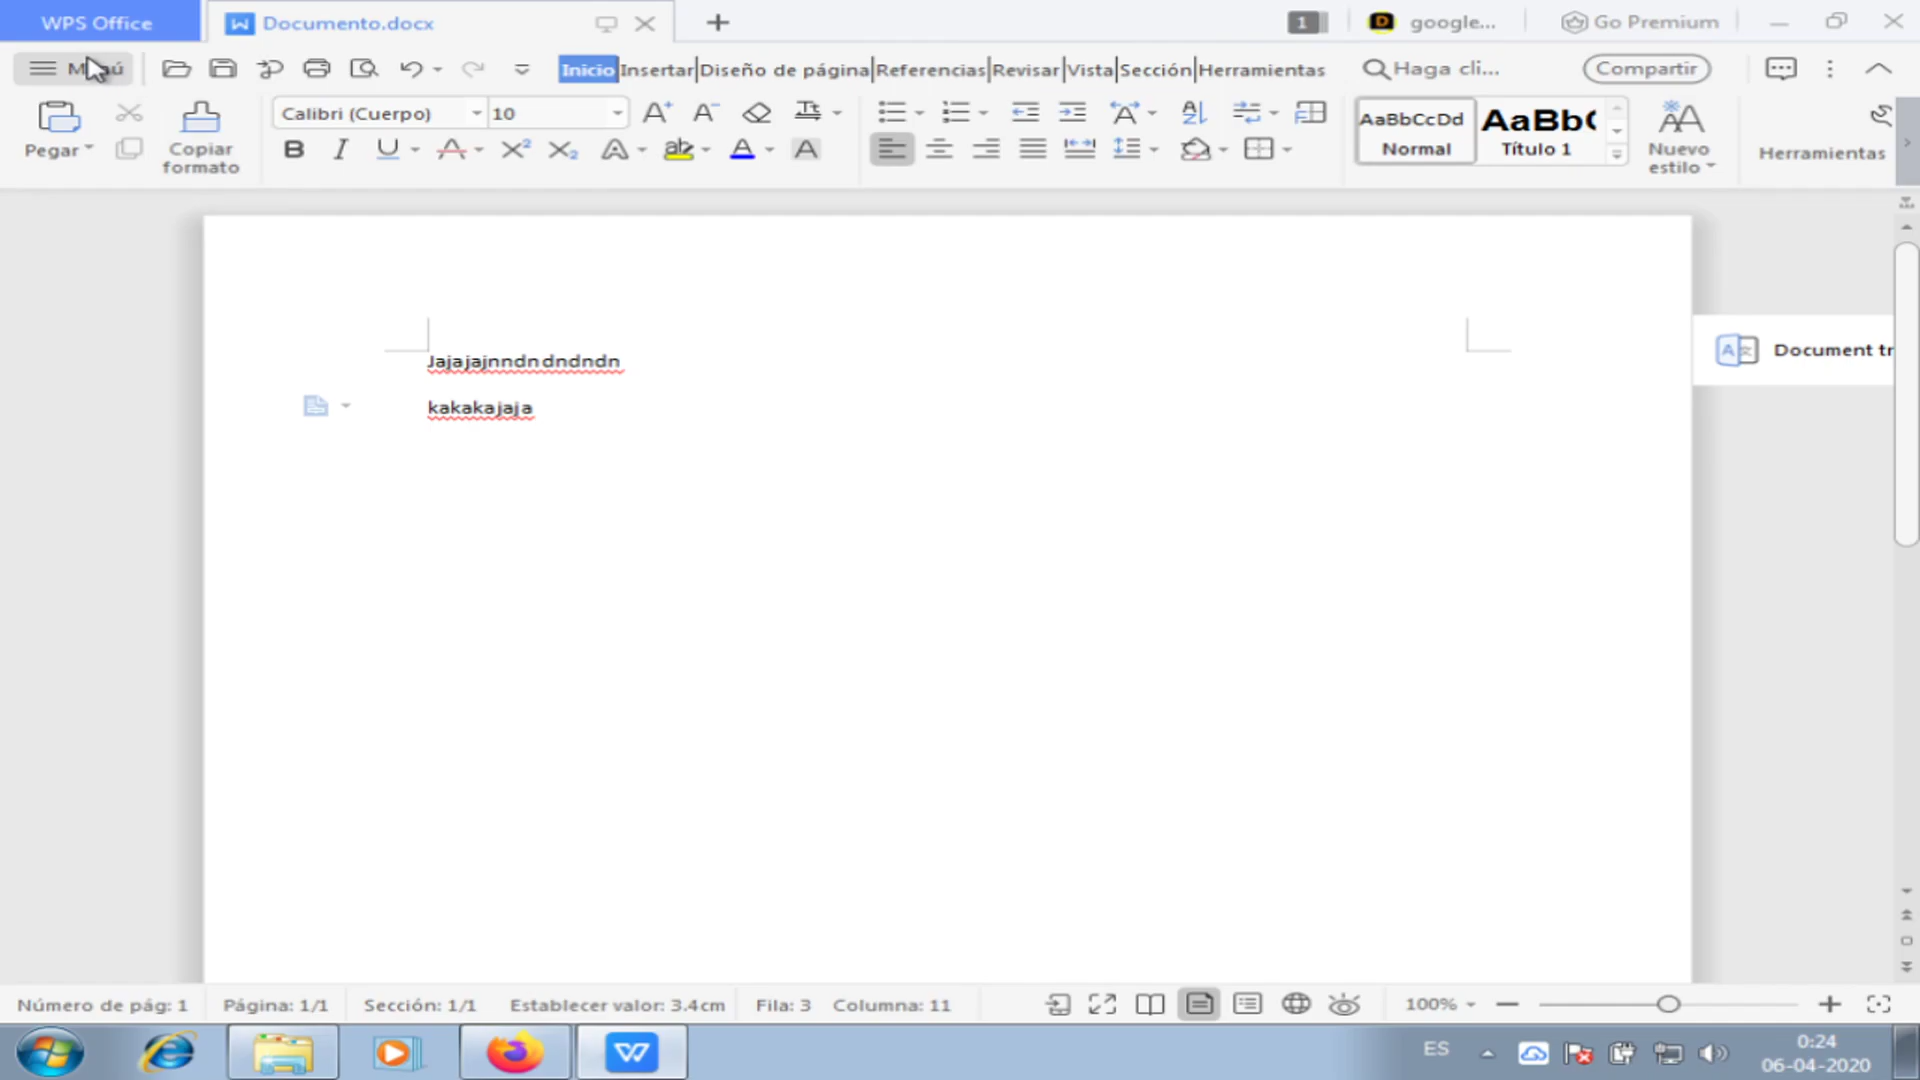 WPS Office
Documento.docx
1
google...
Go Premium
Inicio Insertar Diseño de página Referencias Revisar Vista Sección Herramientas
Haga cli...
Compartir
Calibri (Cuerpo)
10
AaBbCcDd
AaBb
Pegar
Copiar
formato
Normal
Título 1
Nuevo
estilo
Herramientas
Jajajajnndndndndn
kakakajaja
Document tr
Número de pág: 1
Página: 1/1
Sección: 1/1
Establecer valor: 3.4cm
Fila: 3
Columna: 11
100%
ES
0:24
06-04-2020